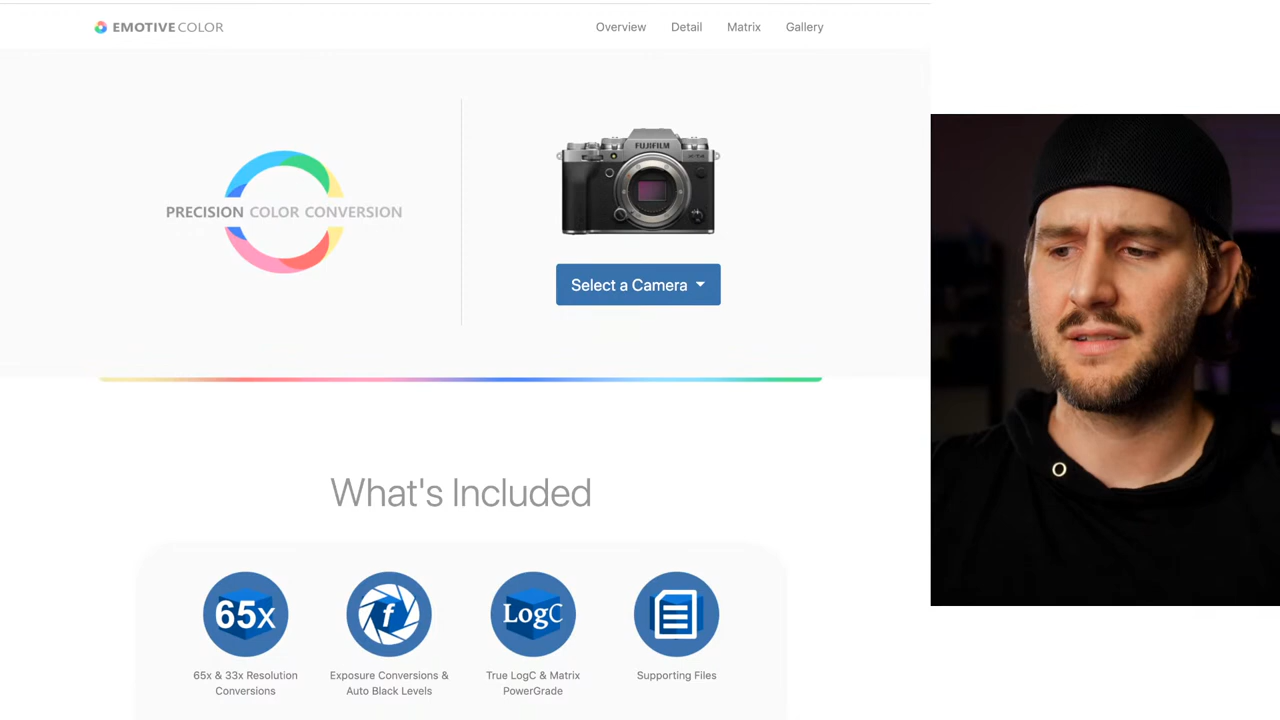 EMOTIVE COLOR
Overview Detail Matrix Gallery
FUJIFILM
X-T4
PRECISION COLOR CONVERSION
Select a Camera
What's Included
65x
f
LogC
65x & 33x Resolution
Conversions
Exposure Conversions &
Auto Black Levels
True LogC & Matrix
PowerGrade
Supporting Files